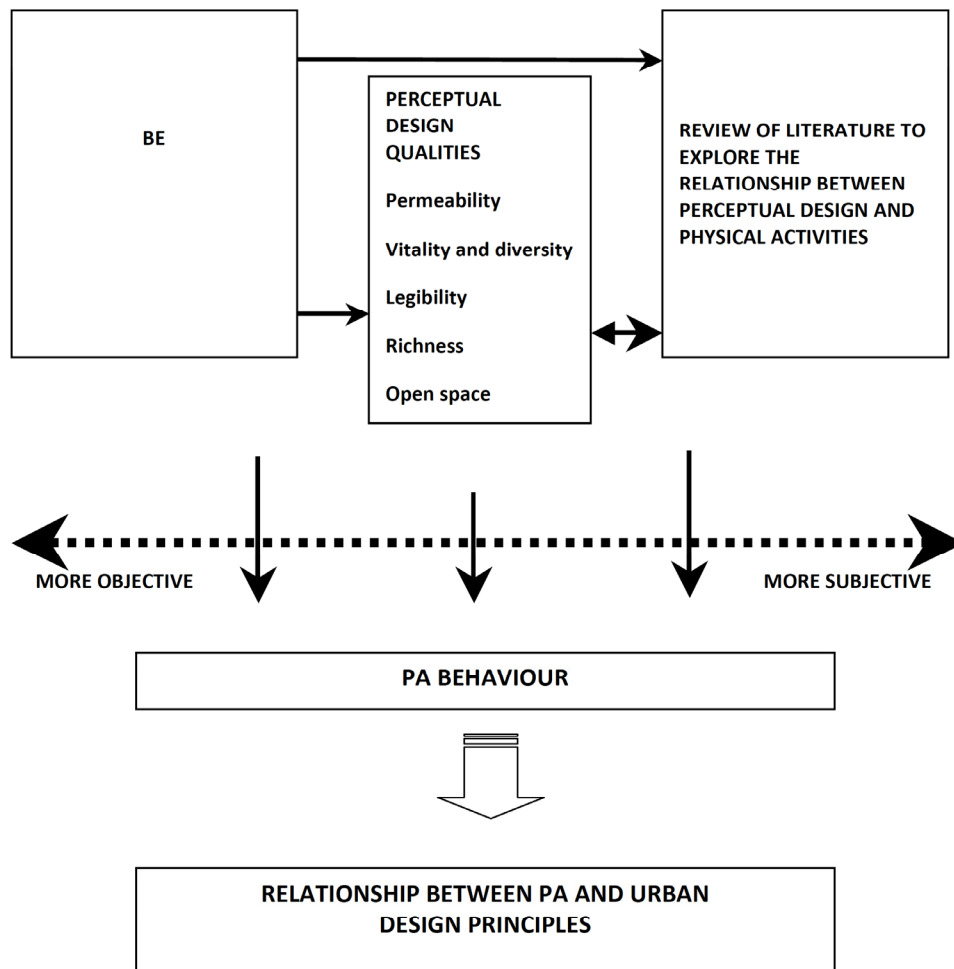 BE
PERCEPTUAL
DESIGN
QUALITIES
Permeability
Vitality and diversity
Legibility
Richness
Open space
REVIEW OF LITERATURE TO
EXPLORE THE
RELATIONSHIP BETWEEN
PERCEPTUAL DESIGN AND
PHYSICAL ACTIVITIES
MORE OBJECTIVE
MORE SUBJECTIVE
PA BEHAVIOUR
RELATIONSHIP BETWEEN PA AND URBAN
DESIGN PRINCIPLES